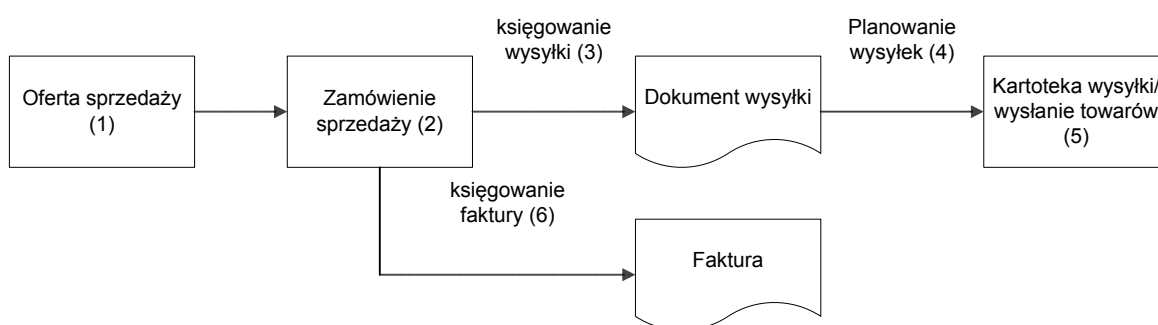 księgowanie
wysyłki (3)
Planowanie
wysyłek (4)
Oferta sprzedaży
(1)
Zamówienie
sprzedaży (2)
Dokument wysyłki
Kartoteka wysyłki/
wysłanie towarów
(5)
księgowanie
faktury (6)
Faktura